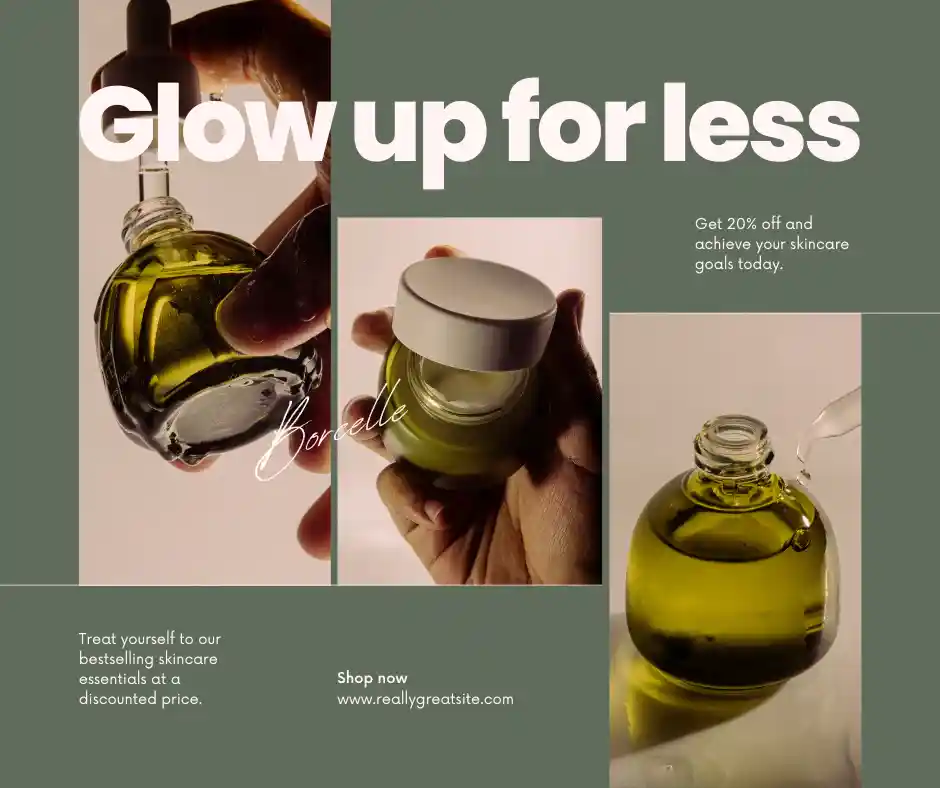 Glow up for less
Get 20% off and
achieve your skincare
goals today.
Borcelle
Treat yourself to our
bestselling skincare
essentials at a
discounted price.
Shop now
www.reallygreatsite.com